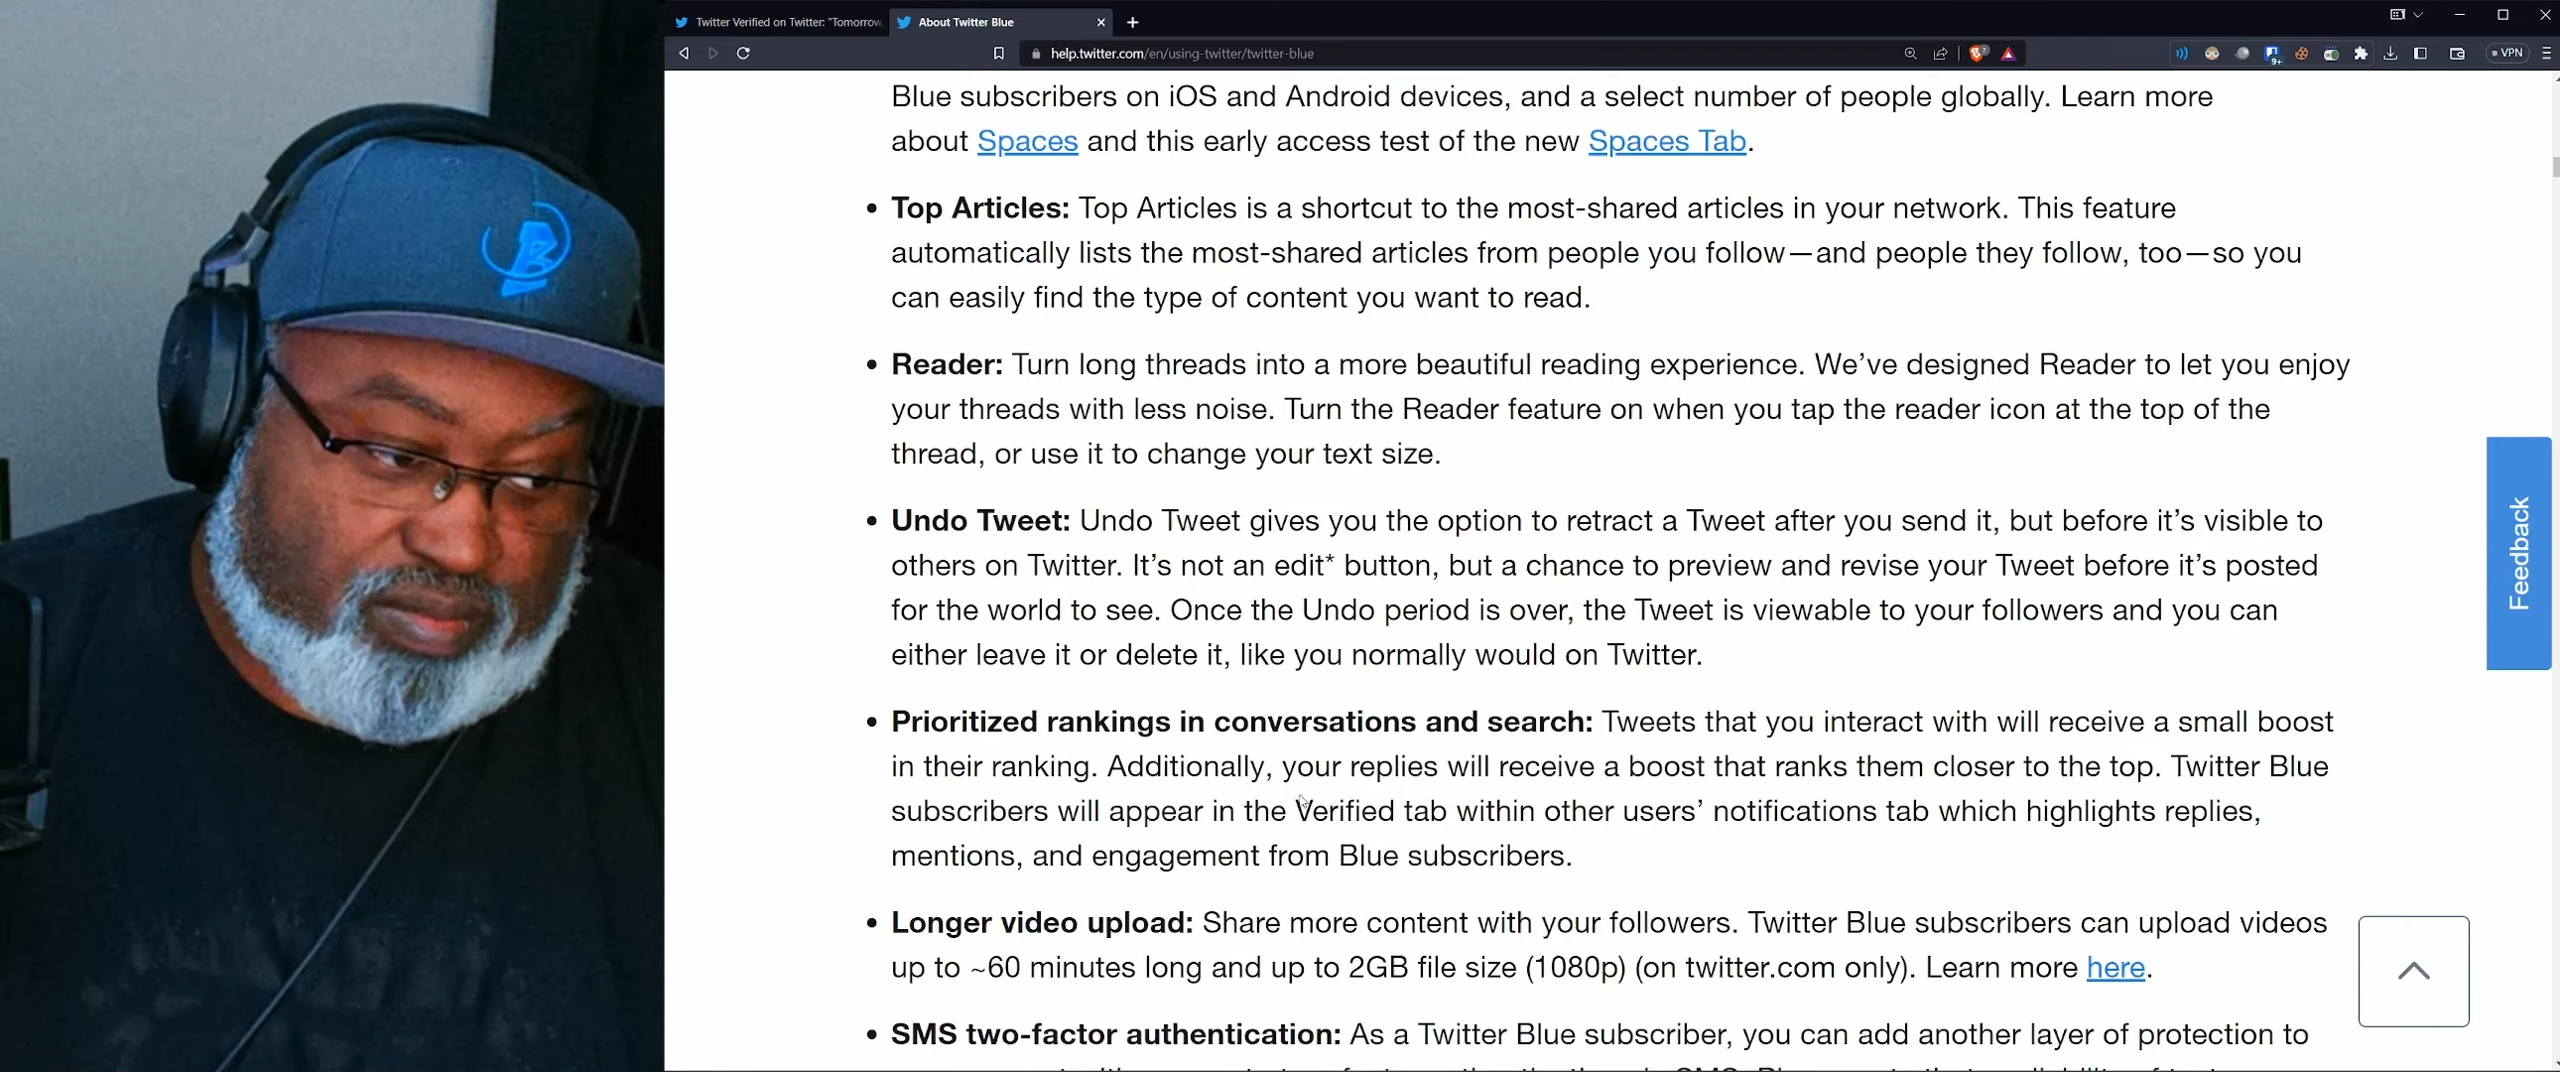 Twitter Verified on Twitter: "Tomorrow,
About Twitter Blue
help.twitter.com/en/using-twitter/twitter-blue
VPN
Blue subscribers on iOS and Android devices, and a select number of people globally. Learn more
about Spaces and this early access test of the new Spaces Tab.
• Top Articles: Top Articles is a shortcut to the most-shared articles in your network. This feature
automatically lists the most-shared articles from people you follow—and people they follow, too—so you
can easily find the type of content you want to read.
• Reader: Turn long threads into a more beautiful reading experience. We’ve designed Reader to let you enjoy
your threads with less noise. Turn the Reader feature on when you tap the reader icon at the top of the
thread, or use it to change your text size.
• Undo Tweet: Undo Tweet gives you the option to retract a Tweet after you send it, but before it’s visible to
others on Twitter. It’s not an edit* button, but a chance to preview and revise your Tweet before it’s posted
for the world to see. Once the Undo period is over, the Tweet is viewable to your followers and you can
either leave it or delete it, like you normally would on Twitter.
• Prioritized rankings in conversations and search: Tweets that you interact with will receive a small boost
in their ranking. Additionally, your replies will receive a boost that ranks them closer to the top. Twitter Blue
subscribers will appear in the Verified tab within other users’ notifications tab which highlights replies,
mentions, and engagement from Blue subscribers.
• Longer video upload: Share more content with your followers. Twitter Blue subscribers can upload videos
up to ~60 minutes long and up to 2GB file size (1080p) (on twitter.com only). Learn more here.
• SMS two-factor authentication: As a Twitter Blue subscriber, you can add another layer of protection to
Feedback